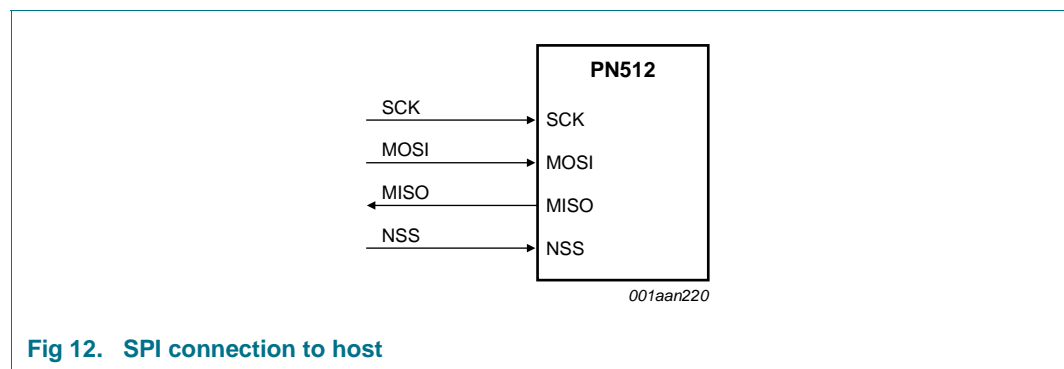 PN512
SCK SCK
MOSI MOSI
MISO MISO
NSS NSS
001aan220
Fig 12. SPI connection to host